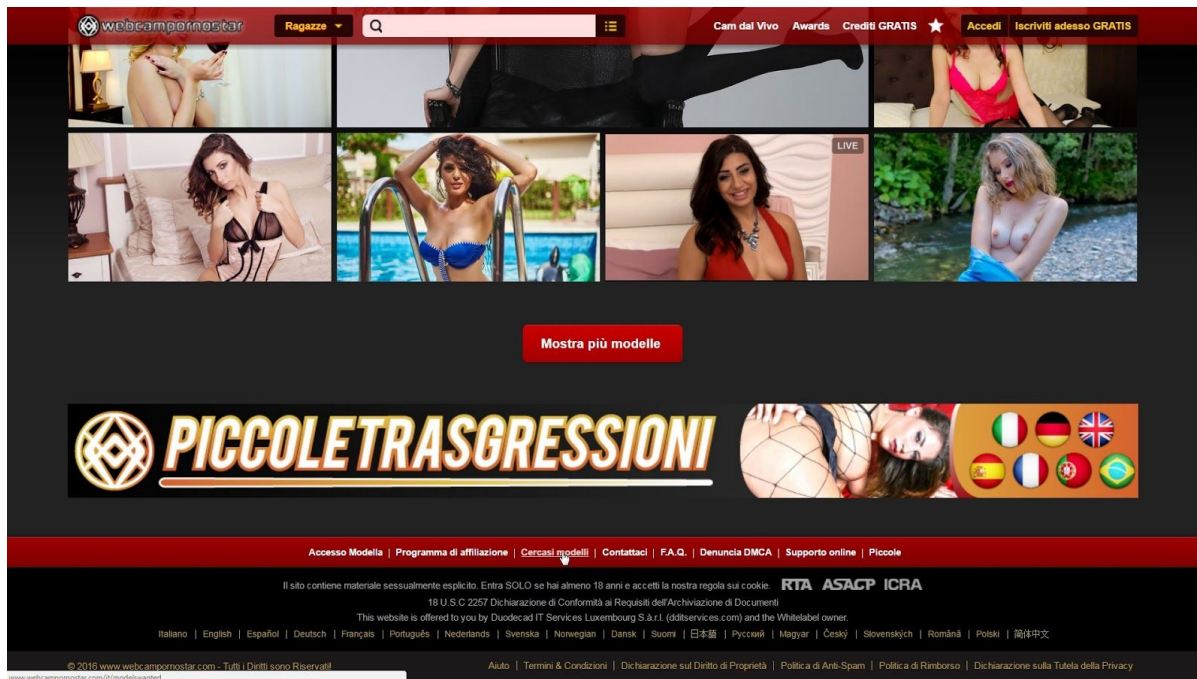 webcampornostar Ragazze Cam dal Vivo Awards Crediti GRATIS Accedi Iscriviti adesso GRATIS
LIVE
Mostra più modelle
PICCOLETRASGRESSIONI
Accesso Modella | Programma di affiliazione | Cercasi modelli | Contattaci | F.A.Q. | Denuncia DMCA | Supporto online | Piccole
Il sito contiene materiale sessualmente esplicito. Entra SOLO se hai almeno 18 anni e accetti la nostra regola sui cookie. RTA ASACP ICRA
18 U.S.C 2257 Dichiarazione di Conformità ai Requisiti dell'Archiviazione di Documenti
This website is offered to you by Duodecad IT Services Luxembourg S.à.r.l. (dditservices.com) and the Whitelabel owner.
Italiano | English | Español | Deutsch | Français | Português | Nederlands | Svenska | Norwegian | Dansk | Suomi | 日本語 | Русский | Magyar | Český | Slovenských | Română | Polski | 简体中文
© 2016 www.webcampornostar.com - Tutti i Diritti sono Riservati! Aiuto | Termini & Condizioni | Dichiarazione sul Diritto di Proprietà | Politica di Anti-Spam | Politica di Rimborso | Dichiarazione sulla Tutela della Privacy
www.webcampornostar.com/it/modelswanted